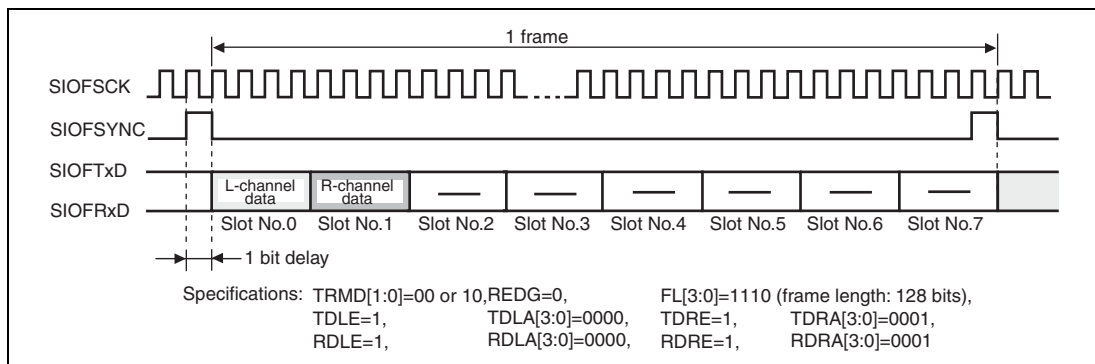 1 frame
SIOFSCK
SIOFSYNC
SIOFTxD
SIOFRxD
L-channel data
R-channel data
Slot No.0 Slot No.1 Slot No.2 Slot No.3 Slot No.4 Slot No.5 Slot No.6 Slot No.7
1 bit delay
Specifications: TRMD[1:0]=00 or 10, REDG=0, FL[3:0]=1110 (frame length: 128 bits),
TDLE=1, TDLA[3:0]=0000, TDRE=1, TDRA[3:0]=0001,
RDLE=1, RDLA[3:0]=0000, RDRE=1, RDRA[3:0]=0001